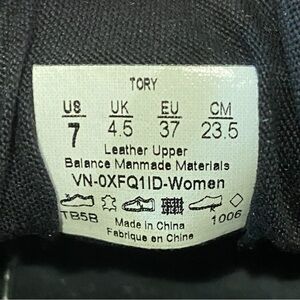 TORY
US UK EU CM
7 4.5 37 23.5
Leather Upper
Balance Manmade Materials
VN-0XFQ1ID-Women
TB5B 1006
Made in China
Fabrique en Chine